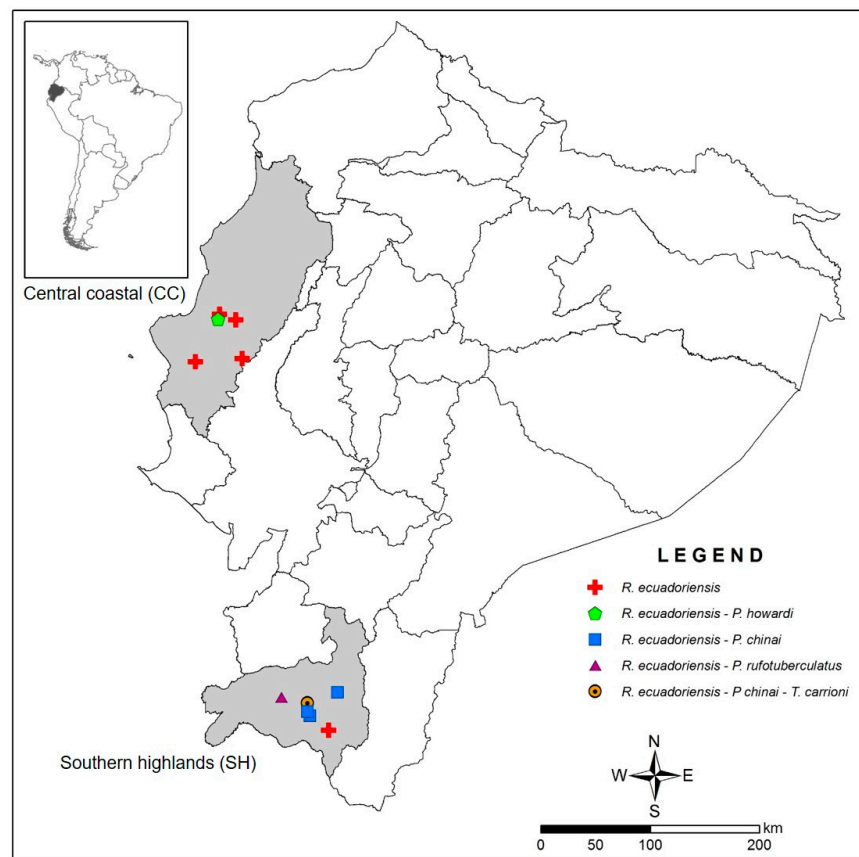 Central coastal (CC)
LEGEND
R. ecuadoriensis
R. ecuadoriensis - P. howardi
R. ecuadoriensis - P. chinai
R. ecuadoriensis - P. rufotuberculatus
R. ecuadoriensis - P chinai - T. carrioni
Southern highlands (SH)
N
W E
S
km
0 50 100 200